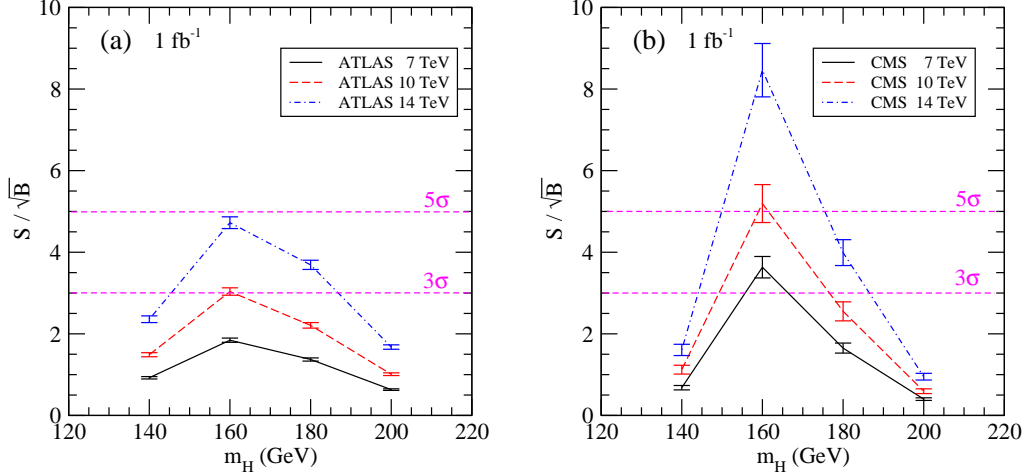 (a) 1 fb⁻¹
ATLAS 7 TeV
ATLAS 10 TeV
ATLAS 14 TeV
5σ
3σ
S / √B
0
2
4
6
8
10
120 140 160 180 200 220
m_H (GeV)
(b) 1 fb⁻¹
CMS 7 TeV
CMS 10 TeV
CMS 14 TeV
5σ
3σ
S / √B
0
2
4
6
8
10
120 140 160 180 200 220
m_H (GeV)